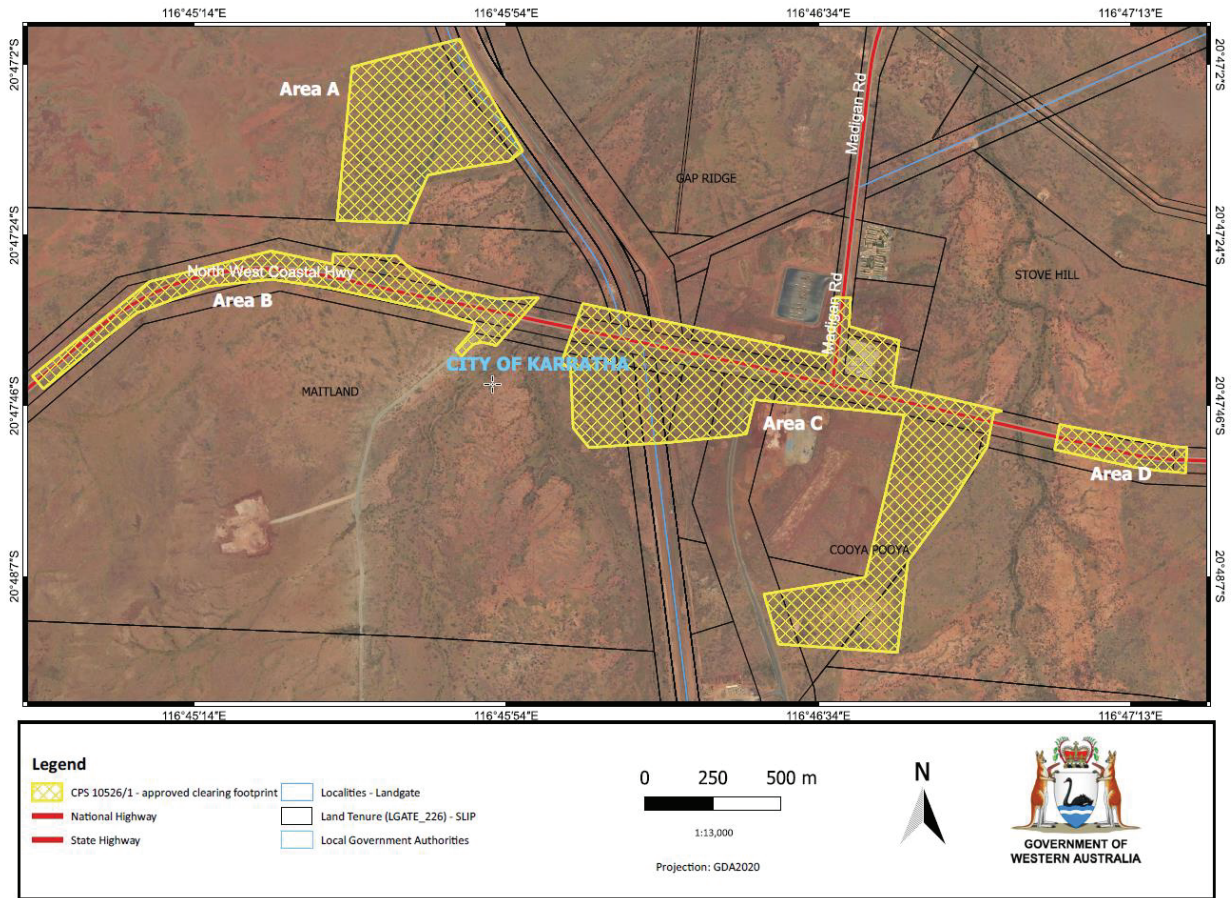 116°45'14"E 116°45'54"E 116°46'34"E 116°47'13"E
20°47'2"S
20°47'2"S
Area A
Madigan Rd
GAP RIDGE
20°47'24"S
20°47'24"S
STOVE HILL
North West Coastal Hwy
Area B
Madigan Rd
CITY OF KARRATHA
MAITLAND
20°47'46"S
20°47'46"S
Area C
Area D
COOYA POOYA
20°48'7"S
20°48'7"S
116°45'14"E 116°45'54"E 116°46'34"E 116°47'13"E
Legend
CPS 10526/1 - approved clearing footprint
National Highway
State Highway
Localities - Landgate
Land Tenure (LGATE_226) - SLIP
Local Government Authorities
0 250 500 m
1:13,000
Projection: GDA2020
N
GOVERNMENT OF
WESTERN AUSTRALIA